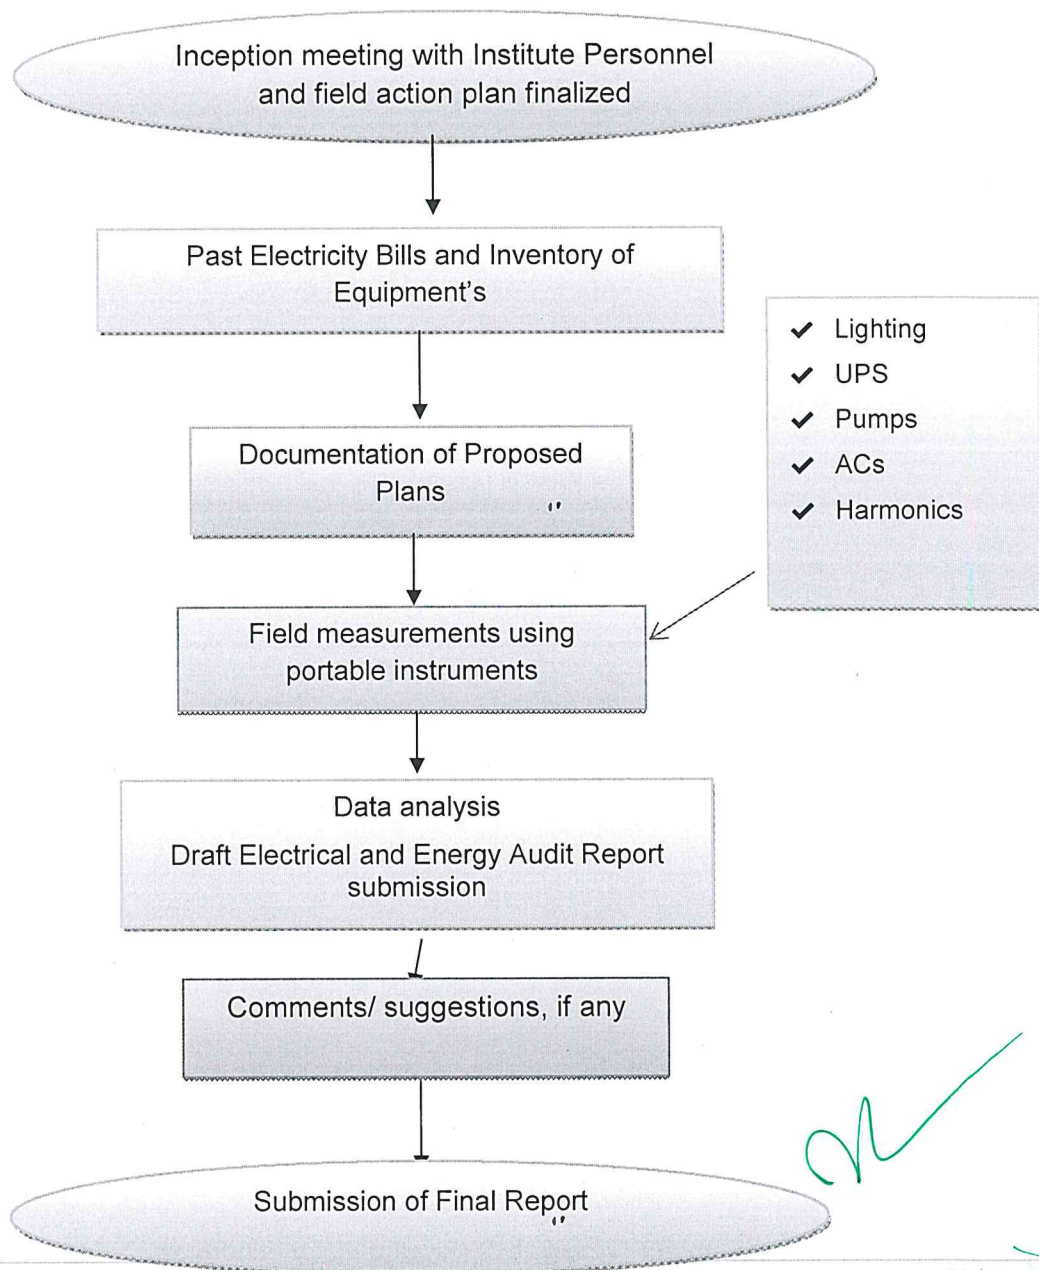 Inception meeting with Institute Personnel
and field action plan finalized
Past Electricity Bills and Inventory of
Equipment's
Documentation of Proposed
Plans
✔ Lighting
✔ UPS
✔ Pumps
✔ ACs
✔ Harmonics
Field measurements using
portable instruments
Data analysis
Draft Electrical and Energy Audit Report
submission
Comments/ suggestions, if any
Submission of Final Report